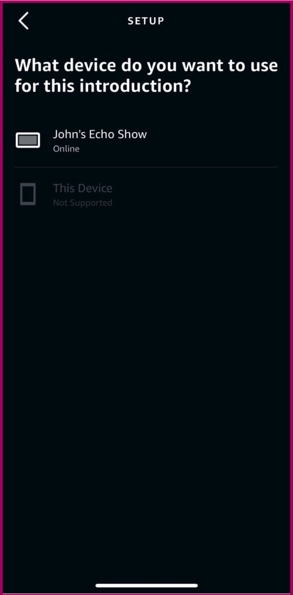 SETUP
What device do you want to use
for this introduction?
John's Echo Show
Online
This Device
Not Supported